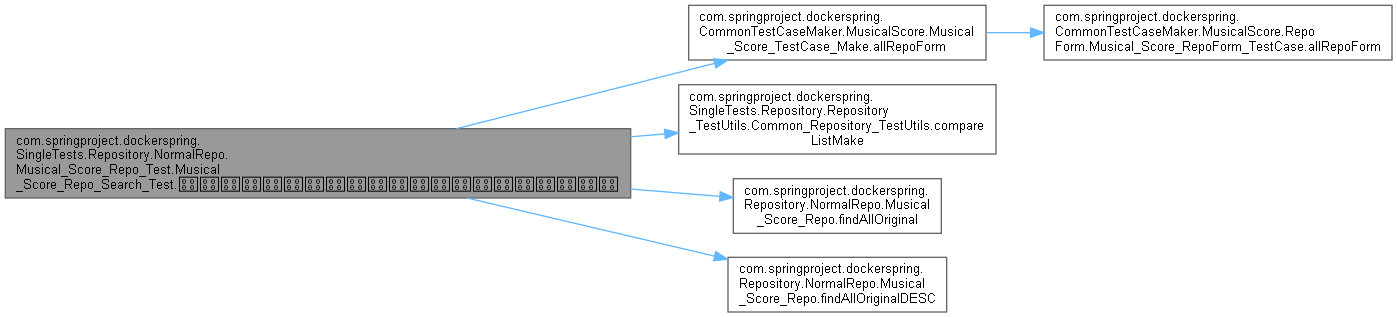 com.springproject.dockerspring.
CommonTestCaseMaker.MusicalScore.Musical
_Score_TestCase_Make.allRepoForm
com.springproject.dockerspring.
CommonTestCaseMaker.MusicalScore.Repo
Form.Musical_Score_RepoForm_TestCase.allRepoForm
com.springproject.dockerspring.
SingleTests.Repository.Repository
_TestUtils.Common_Repository_TestUtils.compare
ListMake
com.springproject.dockerspring.
SingleTests.Repository.NormalRepo.
Musical_Score_Repo_Test.Musical
_Score_Repo_Search_Test.
com.springproject.dockerspring.
Repository.NormalRepo.Musical
_Score_Repo.findAllOriginal
com.springproject.dockerspring.
Repository.NormalRepo.Musical
_Score_Repo.findAllOriginalDESC